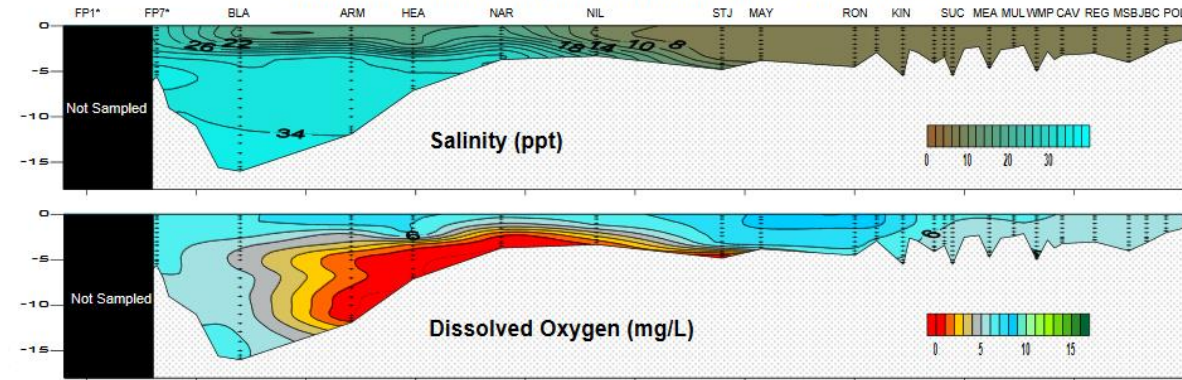 FP1* FP7* BLA ARM HEA NAR NIL STJ MAY RON KIN SUC MEA MUL WMP CAV REG MSB JBC POL
0
-5
-10
-15
Not Sampled
26 22 18 14 10 8
34
Salinity (ppt)
0 10 20 30
0
-5
-10
-15
Not Sampled
6 6
Dissolved Oxygen (mg/L)
0 5 10 15